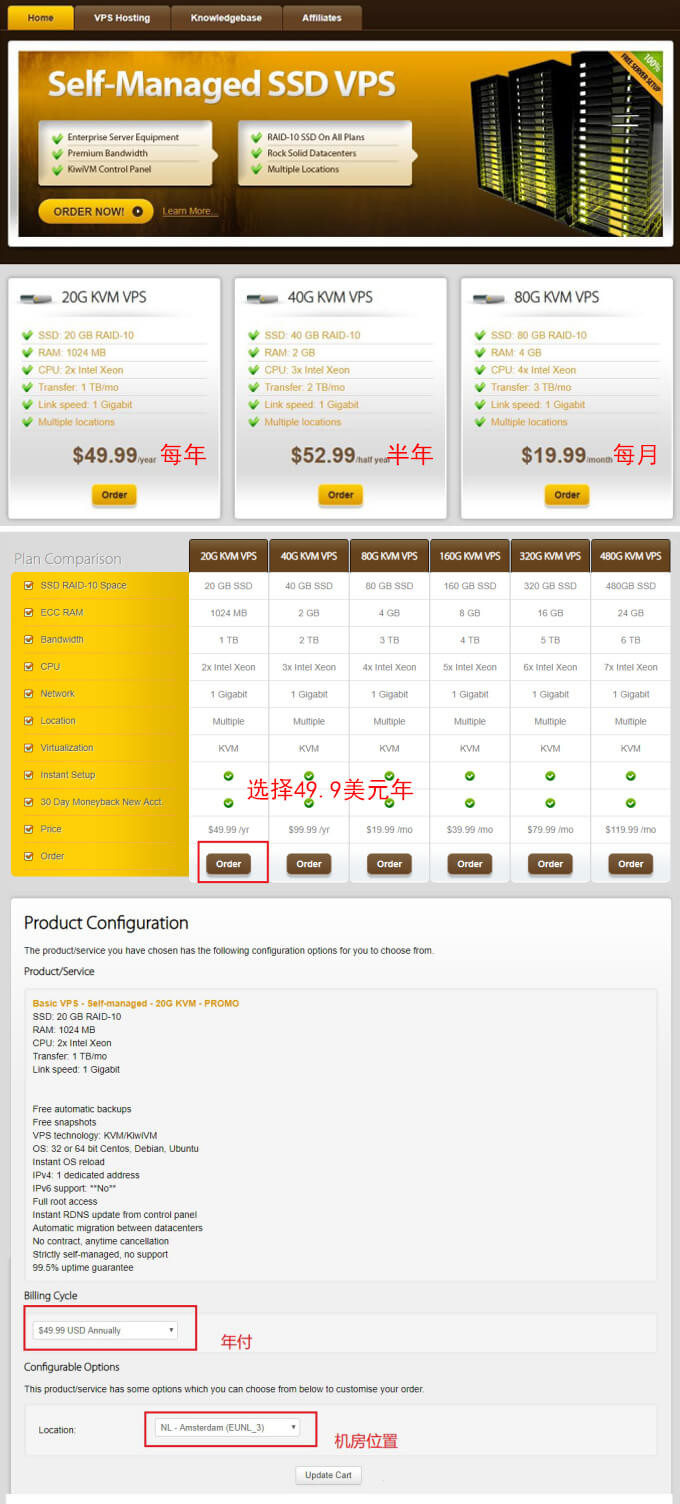 Home VPS Hosting Knowledgebase Affiliates
Self-Managed SSD VPS
100%
FREE SERVER SETUP
Enterprise Server Equipment
Premium Bandwidth
KiwiVM Control Panel
RAID-10 SSD On All Plans
Rock Solid Datacenters
Multiple Locations
ORDER NOW! Learn More...
20G KVM VPS
SSD: 20 GB RAID-10
RAM: 1024 MB
CPU: 2x Intel Xeon
Transfer: 1 TB/mo
Link speed: 1 Gigabit
Multiple locations
$49.99/year 每年
Order
40G KVM VPS
SSD: 40 GB RAID-10
RAM: 2 GB
CPU: 3x Intel Xeon
Transfer: 2 TB/mo
Link speed: 1 Gigabit
Multiple locations
$52.99/half year 半年
Order
80G KVM VPS
SSD: 80 GB RAID-10
RAM: 4 GB
CPU: 4x Intel Xeon
Transfer: 3 TB/mo
Link speed: 1 Gigabit
Multiple locations
$19.99/month 每月
Order
Plan Comparison 20G KVM VPS 40G KVM VPS 80G KVM VPS 160G KVM VPS 320G KVM VPS 480G KVM VPS
SSD RAID-10 Space 20 GB SSD 40 GB SSD 80 GB SSD 160 GB SSD 320 GB SSD 480GB SSD
ECC RAM 1024 MB 2 GB 4 GB 8 GB 16 GB 24 GB
Bandwidth 1 TB 2 TB 3 TB 4 TB 5 TB 6 TB
CPU 2x Intel Xeon 3x Intel Xeon 4x Intel Xeon 5x Intel Xeon 6x Intel Xeon 7x Intel Xeon
Network 1 Gigabit 1 Gigabit 1 Gigabit 1 Gigabit 1 Gigabit 1 Gigabit
Location Multiple Multiple Multiple Multiple Multiple Multiple
Virtualization KVM KVM KVM KVM KVM KVM
Instant Setup
选择49.9美元年
30 Day Moneyback New Acct.
Price $49.99 /yr $99.99 /yr $19.99 /mo $39.99 /mo $79.99 /mo $119.99 /mo
Order Order Order Order Order Order Order
Product Configuration
The product/service you have chosen has the following configuration options for you to choose from.
Product/Service
Basic VPS - Self-managed - 20G KVM - PROMO
SSD: 20 GB RAID-10
RAM: 1024 MB
CPU: 2x Intel Xeon
Transfer: 1 TB/mo
Link speed: 1 Gigabit
Free automatic backups
Free snapshots
VPS technology: KVM/KiwiVM
OS: 32 or 64 bit Centos, Debian, Ubuntu
Instant OS reload
IPv4: 1 dedicated address
IPv6 support: **No**
Full root access
Instant RDNS update from control panel
Automatic migration between datacenters
No contract, anytime cancellation
Strictly self-managed, no support
99.5% uptime guarantee
Billing Cycle
$49.99 USD Annually 年付
Configurable Options
This product/service has some options which you can choose from below to customise your order.
Location: NL - Amsterdam (EUNL_3) 机房位置
Update Cart